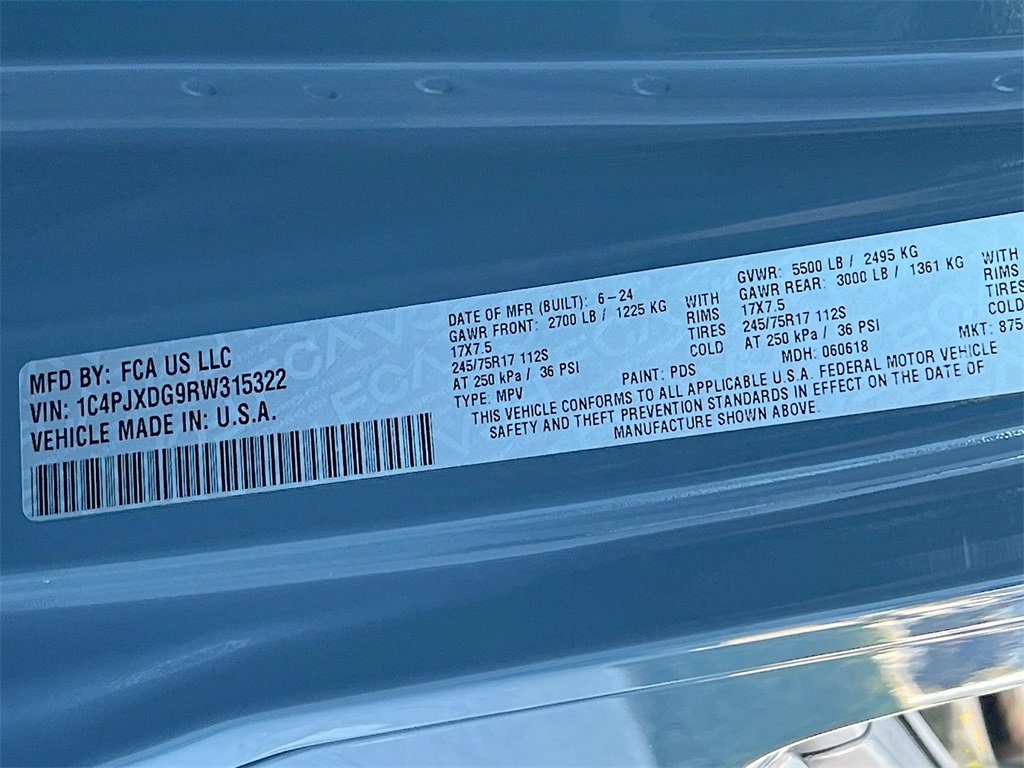 MFD BY: FCA US LLC
VIN: 1C4PJXDG9RW315322
VEHICLE MADE IN: U.S.A.
DATE OF MFR (BUILT): 6-24
GAWR FRONT: 2700 LB / 1225 KG WITH
17X7.5 RIMS
245/75R17 112S TIRES
AT 250 kPa / 36 PSI COLD
TYPE: MPV PAINT: PDS
GVWR: 5500 LB / 2495 KG
GAWR REAR: 3000 LB / 1361 KG WITH
17X7.5 RIMS
245/75R17 112S TIRES
AT 250 kPa / 36 PSI COLD
MDH: 060618 MKT: 875
THIS VEHICLE CONFORMS TO ALL APPLICABLE U.S.A. FEDERAL MOTOR VEHICLE
SAFETY AND THEFT PREVENTION STANDARDS IN EFFECT ON THE DATE OF
MANUFACTURE SHOWN ABOVE.